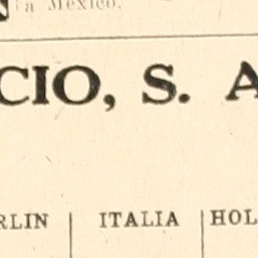 a México.
CIO, S. A
RLIN | ITALIA | HOL